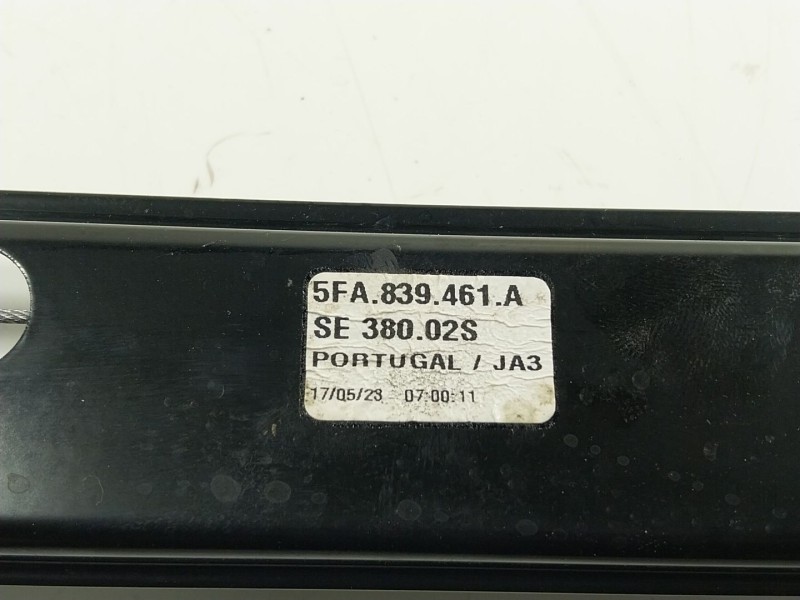 5FA.839.461.A
SE 380.02S
PORTUGAL / JA3
17/05/23 07:00:11